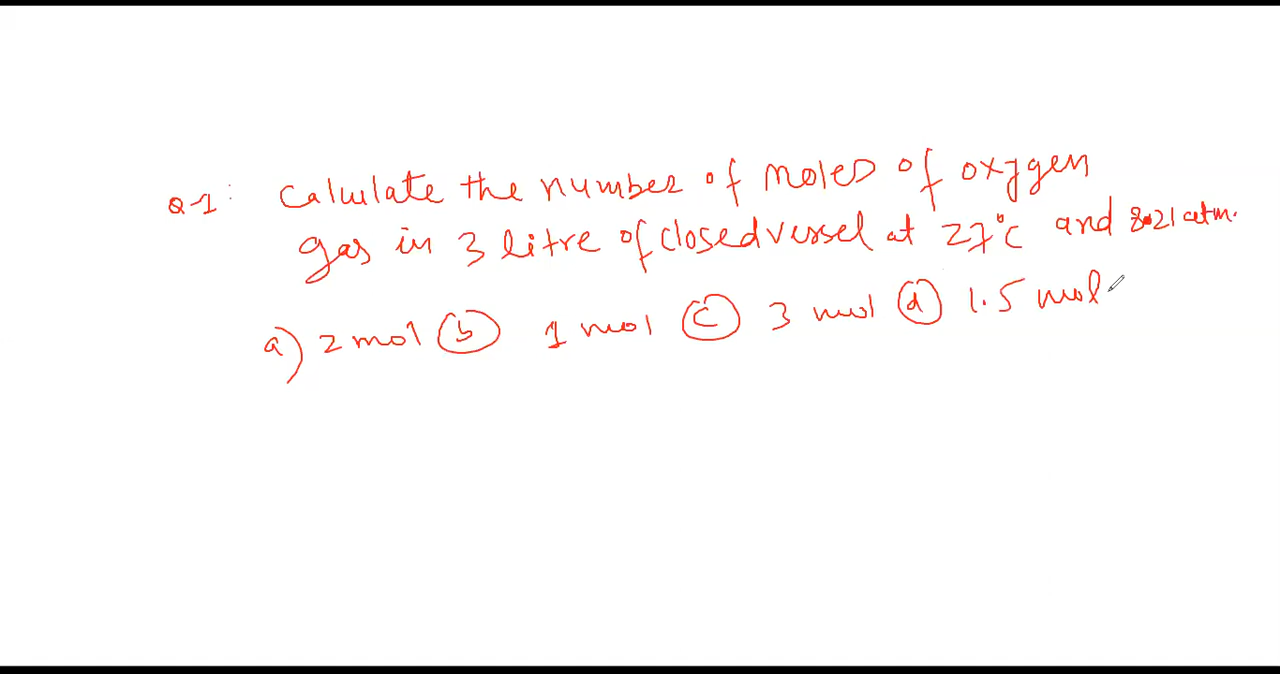 Q-1: Calculate the number of moles of oxygen
gas in 3 litre of closed vessel at 27°C and 8.21 atm.
a) 2 mol (b) 1 mol (c) 3 mol (d) 1.5 mol